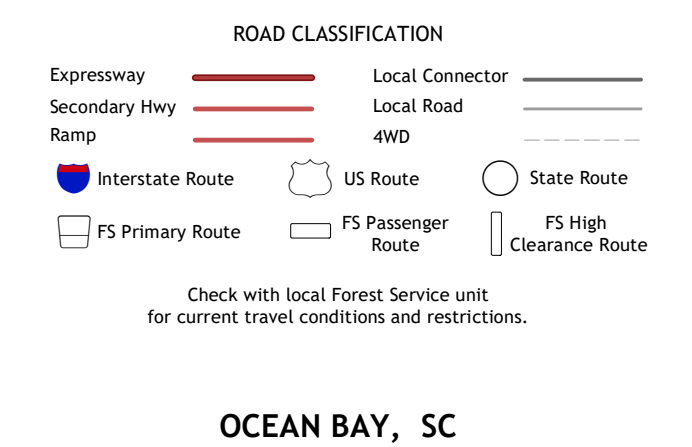 ROAD CLASSIFICATION
Expressway
Local Connector
Secondary Hwy
Local Road
Ramp
4WD
Interstate Route
US Route
State Route
FS Primary Route
FS Passenger
Route
FS High
Clearance Route
Check with local Forest Service unit
for current travel conditions and restrictions.
OCEAN BAY, SC